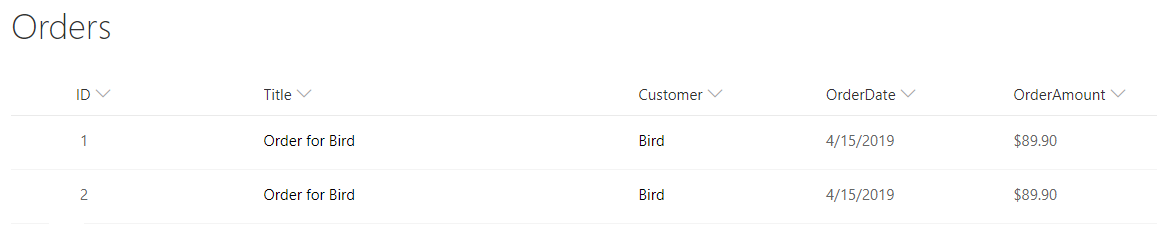 Orders
ID Title Customer OrderDate OrderAmount
1 Order for Bird Bird 4/15/2019 $89.90
2 Order for Bird Bird 4/15/2019 $89.90